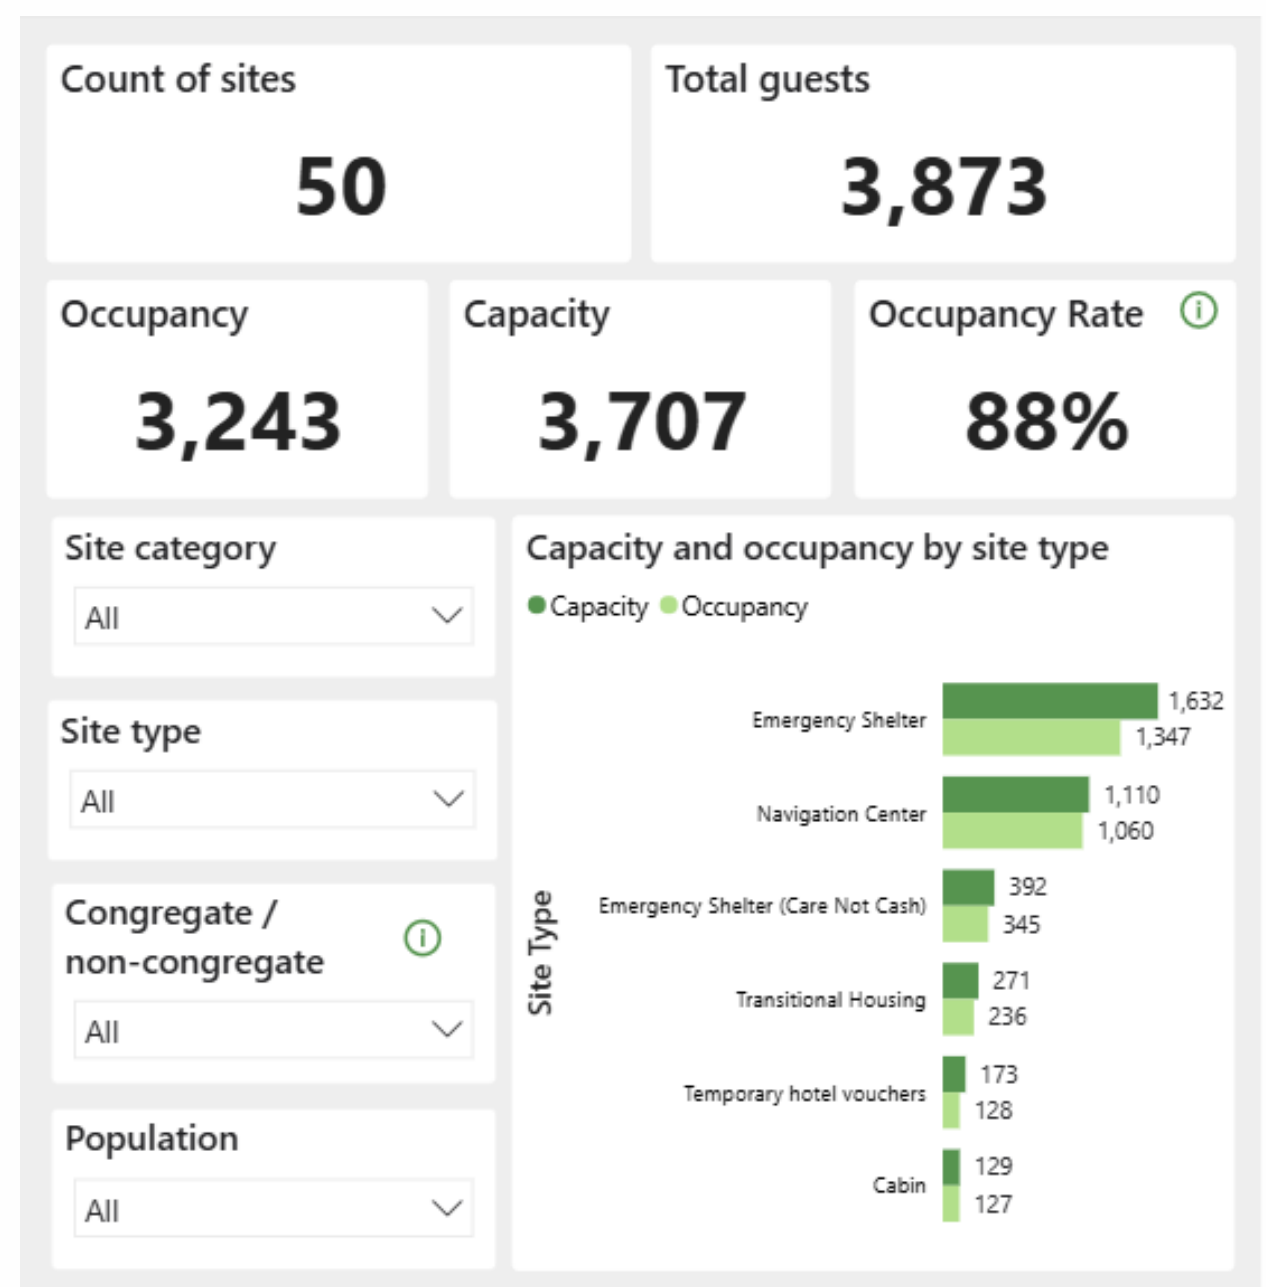 Count of sites
50
Total guests
3,873
Occupancy
3,243
Capacity
3,707
Occupancy Rate
88%
Site category
All
Site type
All
Congregate /
non-congregate
All
Population
All
Capacity and occupancy by site type
Capacity Occupancy
Site Type
Emergency Shelter
1,632
1,347
Navigation Center
1,110
1,060
Emergency Shelter (Care Not Cash)
392
345
Transitional Housing
271
236
Temporary hotel vouchers
173
128
Cabin
129
127